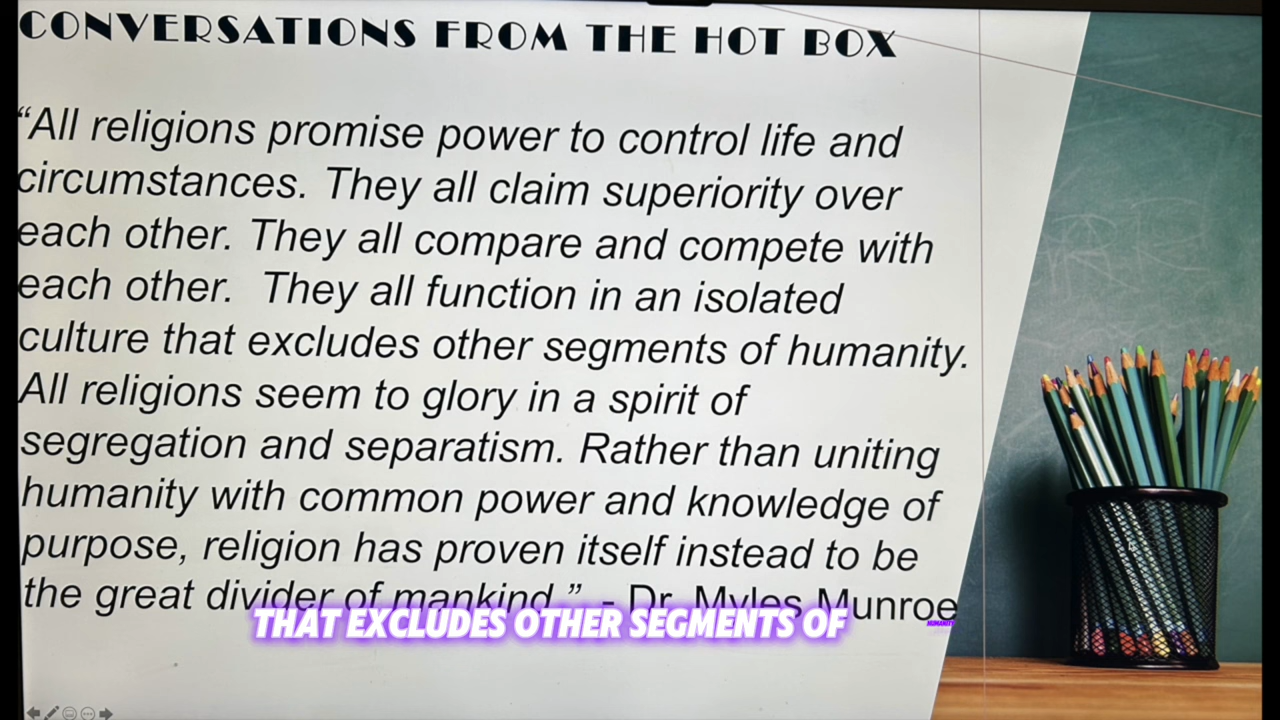 CONVERSATIONS FROM THE HOT BOX
“All religions promise power to control life and
circumstances. They all claim superiority over
each other. They all compare and compete with
each other. They all function in an isolated
culture that excludes other segments of humanity.
All religions seem to glory in a spirit of
segregation and separatism. Rather than uniting
humanity with common power and knowledge of
purpose, religion has proven itself instead to be
the great divider of mankind.” - Dr. Myles Munroe
THAT EXCLUDES OTHER SEGMENTS OF
HUMANITY